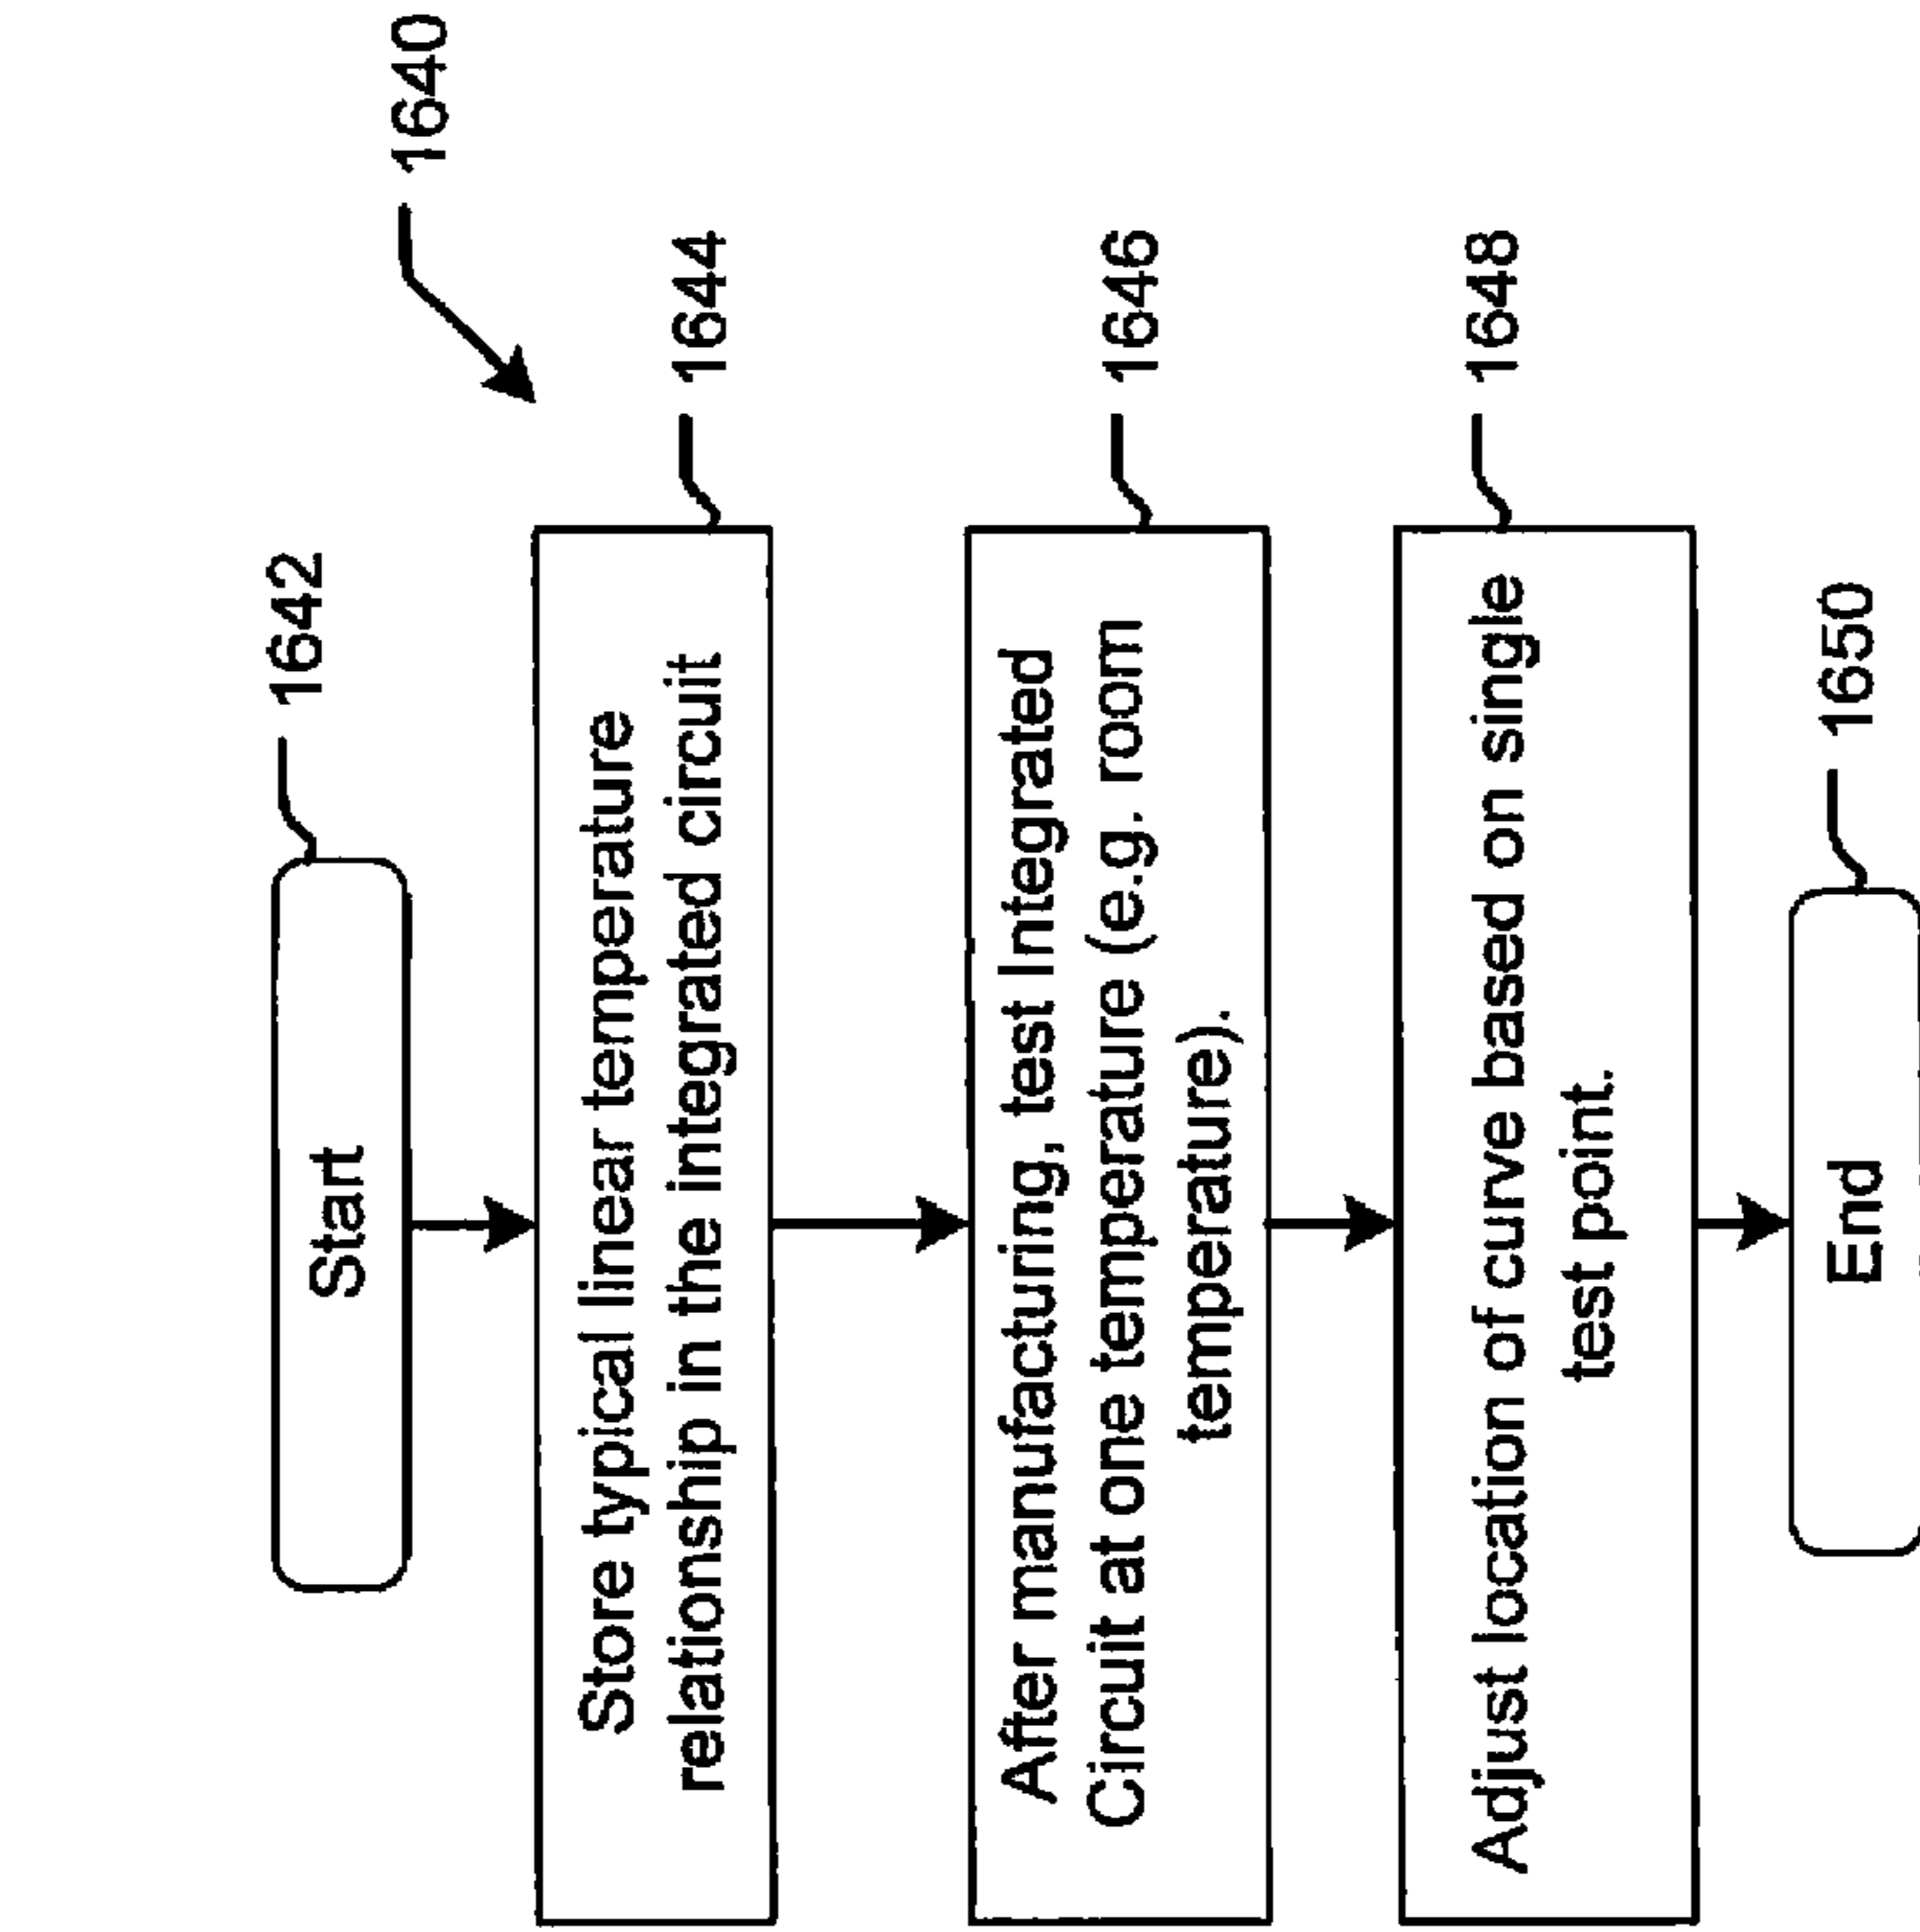 1640
1642
Start
1644
Store typical linear temperature
relationship in the integrated circuit
1646
After manufacturing, test Integrated
Circuit at one temperature (e.g. room
temperature).
1648
Adjust location of curve based on single
test point.
1650
End